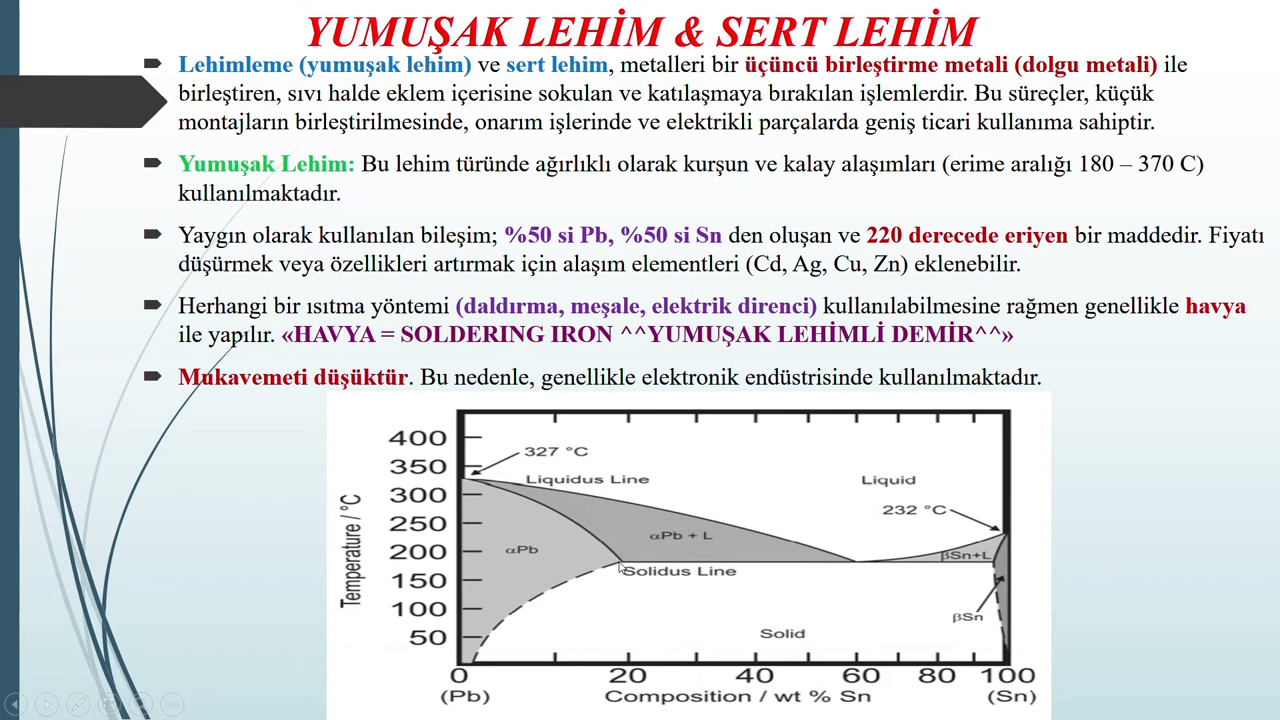 YUMUŞAK LEHİM & SERT LEHİM
Lehimleme (yumuşak lehim) ve sert lehim, metalleri bir üçüncü birleştirme metali (dolgu metali) ile
birleştiren, sıvı halde eklem içerisine sokulan ve katılaşmaya bırakılan işlemlerdir. Bu süreçler, küçük
montajların birleştirilmesinde, onarım işlerinde ve elektrikli parçalarda geniş ticari kullanıma sahiptir.
Yumuşak Lehim: Bu lehim türünde ağırlıklı olarak kurşun ve kalay alaşımları (erime aralığı 180 – 370 C)
kullanılmaktadır.
Yaygın olarak kullanılan bileşim; %50 si Pb, %50 si Sn den oluşan ve 220 derecede eriyen bir maddedir. Fiyatı
düşürmek veya özellikleri artırmak için alaşım elementleri (Cd, Ag, Cu, Zn) eklenebilir.
Herhangi bir ısıtma yöntemi (daldırma, meşale, elektrik direnci) kullanılabilmesine rağmen genellikle havya
ile yapılır. «HAVYA = SOLDERING IRON ^^YUMUŞAK LEHİMLİ DEMİR^^»
Mukavemeti düşüktür. Bu nedenle, genellikle elektronik endüstrisinde kullanılmaktadır.
400
327 °C
350
Liquidus Line
Liquid
300
232 °C
250
αPb + L
200
αPb
βSn+L
Solidus Line
150
100
βSn
50
Solid
Temperature / °C
0 20 40 60 80 100
(Pb) Composition / wt % Sn (Sn)